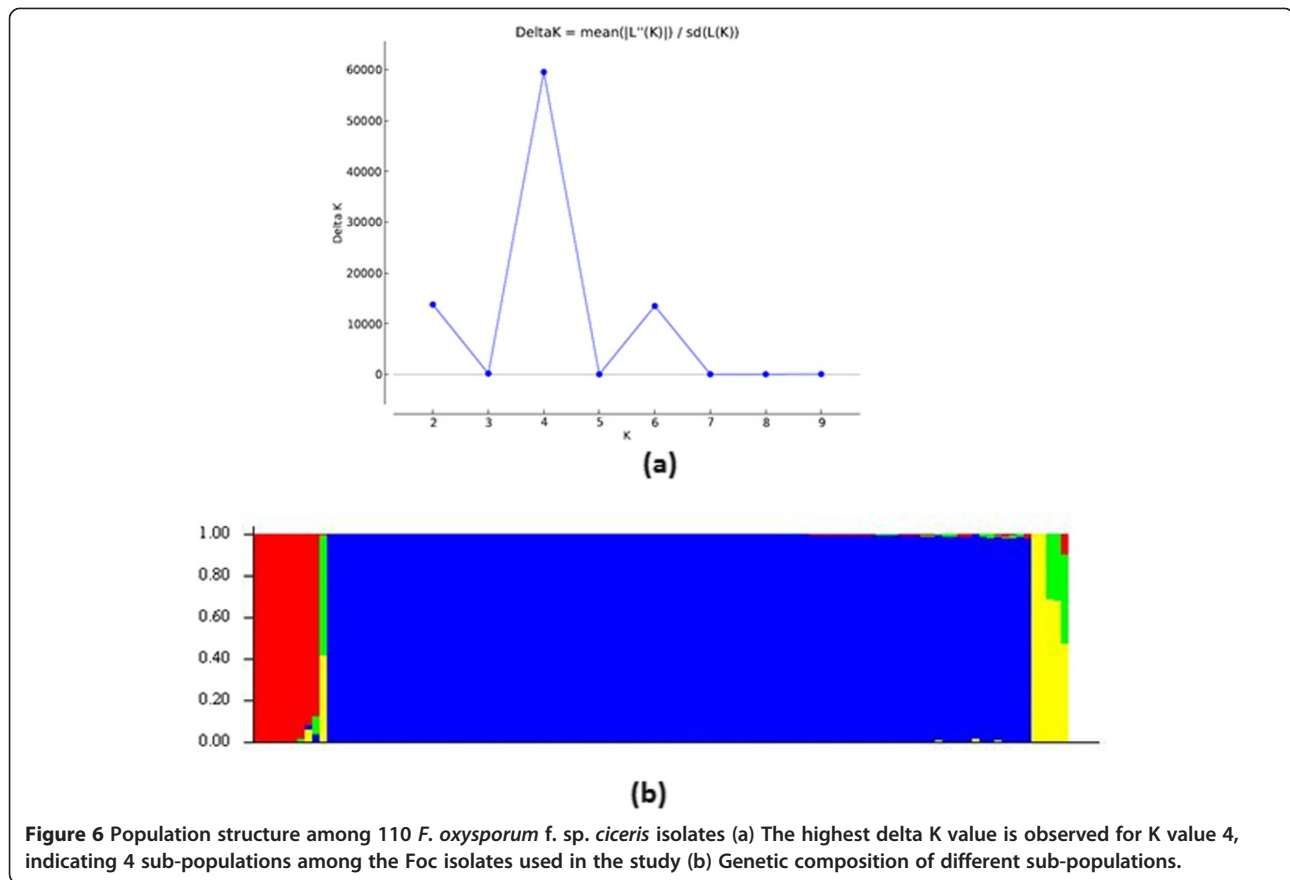 DeltaK = mean(|L''(K)|) / sd(L(K))
60000
50000
40000
30000
20000
10000
0
Delta K
2 3 4 5 6 7 8 9
K
(a)
1.00
0.80
0.60
0.40
0.20
0.00
(b)
Figure 6 Population structure among 110 F. oxysporum f. sp. ciceris isolates (a) The highest delta K value is observed for K value 4,
indicating 4 sub-populations among the Foc isolates used in the study (b) Genetic composition of different sub-populations.